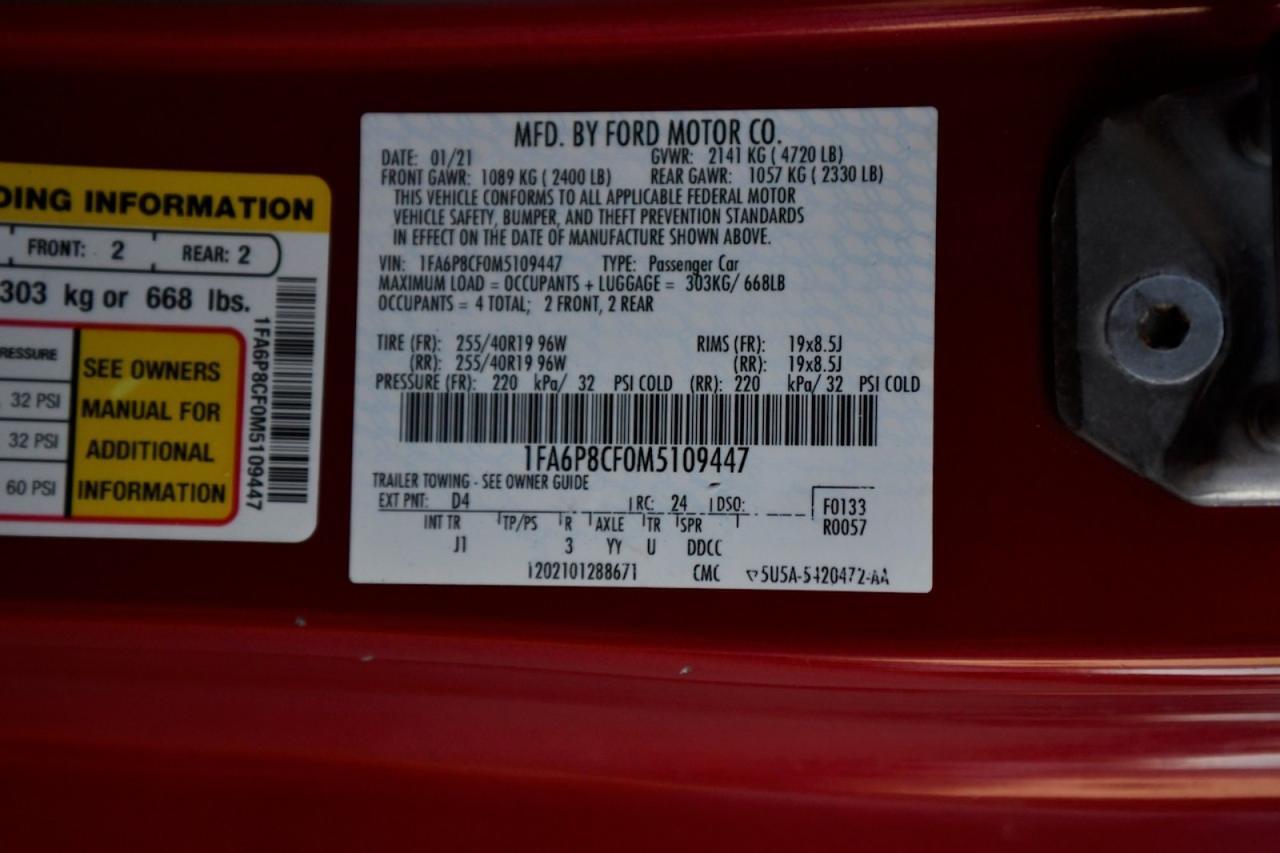 DING INFORMATION
FRONT: 2 REAR: 2
303 kg or 668 lbs.
RESSURE
32 PSI
32 PSI
60 PSI
SEE OWNERS
MANUAL FOR
ADDITIONAL
INFORMATION
1FA6P8CF0M5109447
MFD. BY FORD MOTOR CO.
DATE: 01/21 GVWR: 2141 KG ( 4720 LB)
FRONT GAWR: 1089 KG ( 2400 LB) REAR GAWR: 1057 KG ( 2330 LB)
THIS VEHICLE CONFORMS TO ALL APPLICABLE FEDERAL MOTOR
VEHICLE SAFETY, BUMPER, AND THEFT PREVENTION STANDARDS
IN EFFECT ON THE DATE OF MANUFACTURE SHOWN ABOVE.
VIN: 1FA6P8CF0M5109447 TYPE: Passenger Car
MAXIMUM LOAD = OCCUPANTS + LUGGAGE = 303KG/ 668LB
OCCUPANTS = 4 TOTAL; 2 FRONT, 2 REAR
TIRE (FR): 255/40R19 96W RIMS (FR): 19x8.5J
(RR): 255/40R19 96W (RR): 19x8.5J
PRESSURE (FR): 220 kPa/ 32 PSI COLD (RR): 220 kPa/ 32 PSI COLD
1FA6P8CF0M5109447
TRAILER TOWING - SEE OWNER GUIDE
EXT PNT: D4 RC: 24 DSO: F0133
INT TR TP/PS R AXLE TR SPR R0057
J1 3 YY U DDCC
1202101288671 CMC 5U5A-5420472-AA